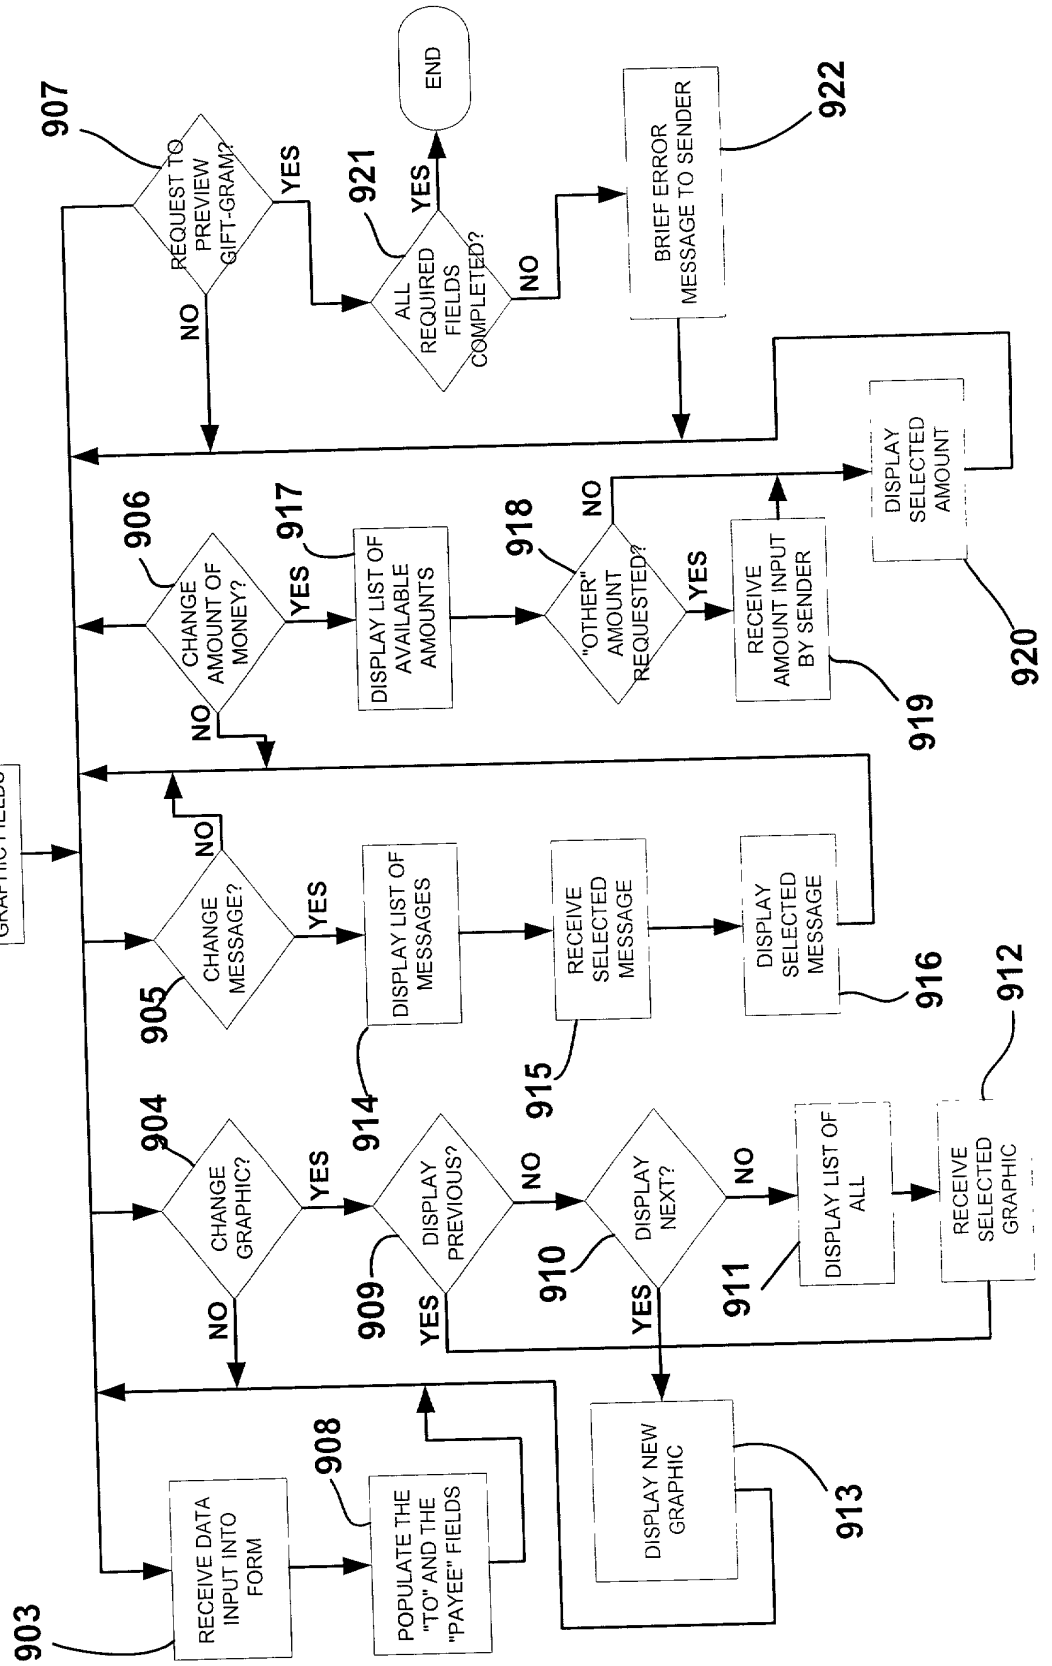 GRAPHIC FIELDS
903
RECEIVE DATA
INPUT INTO
FORM
908
POPULATE THE
"TO" AND THE
"PAYEE" FIELDS
904
CHANGE
GRAPHIC?
NO
YES
909
DISPLAY
PREVIOUS?
YES
NO
910
DISPLAY
NEXT?
YES
NO
911
DISPLAY LIST OF
ALL
912
RECEIVE
SELECTED
GRAPHIC
DISPLAY NEW
GRAPHIC
913
905
CHANGE
MESSAGE?
NO
YES
914
DISPLAY LIST OF
MESSAGES
915
RECEIVE
SELECTED
MESSAGE
DISPLAY
SELECTED
MESSAGE
916
906
CHANGE
AMOUNT OF
MONEY?
NO
YES
917
DISPLAY LIST OF
AVAILABLE
AMOUNTS
918
"OTHER"
AMOUNT
REQUESTED?
NO
YES
RECEIVE
AMOUNT INPUT
BY SENDER
919
DISPLAY
SELECTED
AMOUNT
920
907
REQUEST TO
PREVIEW
GIFT-GRAM?
NO
YES
921
ALL
REQUIRED
FIELDS
COMPLETED?
YES
NO
END
BRIEF ERROR
MESSAGE TO SENDER
922